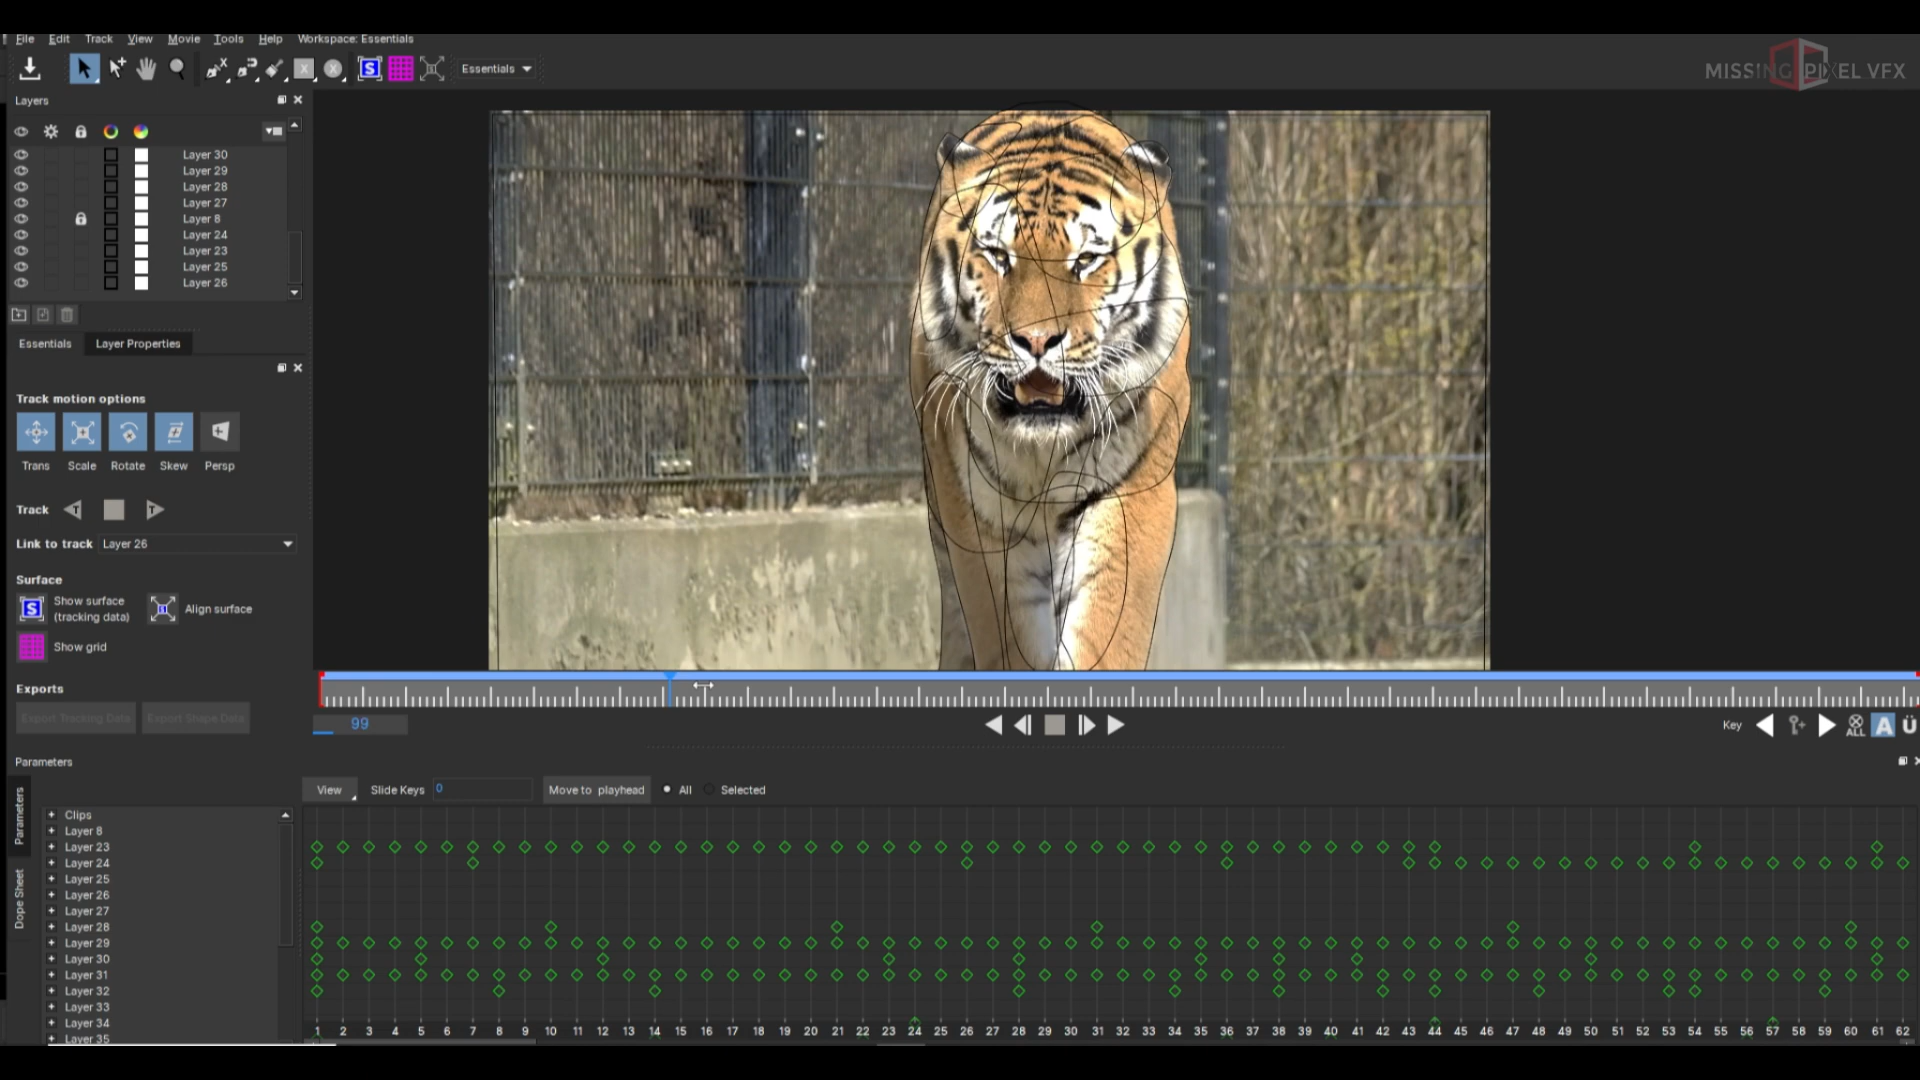 File Edit Track View Movie Tools Help Workspace: Essentials
S Essentials
MISSING PIXEL VFX
Layers
Layer 30
Layer 29
Layer 28
Layer 27
Layer 8
Layer 24
Layer 23
Layer 25
Layer 26
Essentials Layer Properties
Track motion options
Trans Scale Rotate Skew Persp
Track T T
Link to track Layer 26
Surface
S Show surface (tracking data) S Align surface
Show grid
Exports
Export Tracking Data Export Shape Data
99
Key ALL A Ü
Parameters
View Slide Keys 0 Move to playhead All Selected
Parameters
Dope Sheet
Clips
Layer 8
Layer 23
Layer 24
Layer 25
Layer 26
Layer 27
Layer 28
Layer 29
Layer 30
Layer 31
Layer 32
Layer 33
Layer 34
Layer 35
1 2 3 4 5 6 7 8 9 10 11 12 13 14 15 16 17 18 19 20 21 22 23 24 25 26 27 28 29 30 31 32 33 34 35 36 37 38 39 40 41 42 43 44 45 46 47 48 49 50 51 52 53 54 55 56 57 58 59 60 61 62